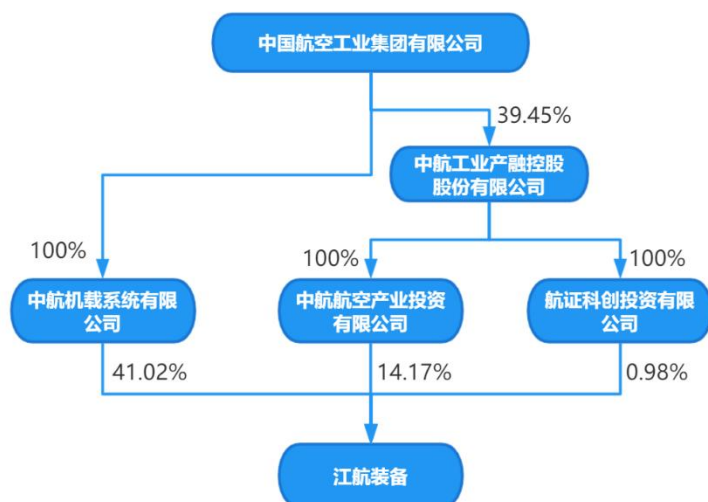 中国航空工业集团有限公司
39.45%
中航工业产融控股
股份有限公司
100%
100%
100%
中航机载系统有限
公司
中航航空产业投资
有限公司
航证科创投资有限
公司
41.02%
14.17%
0.98%
江航装备